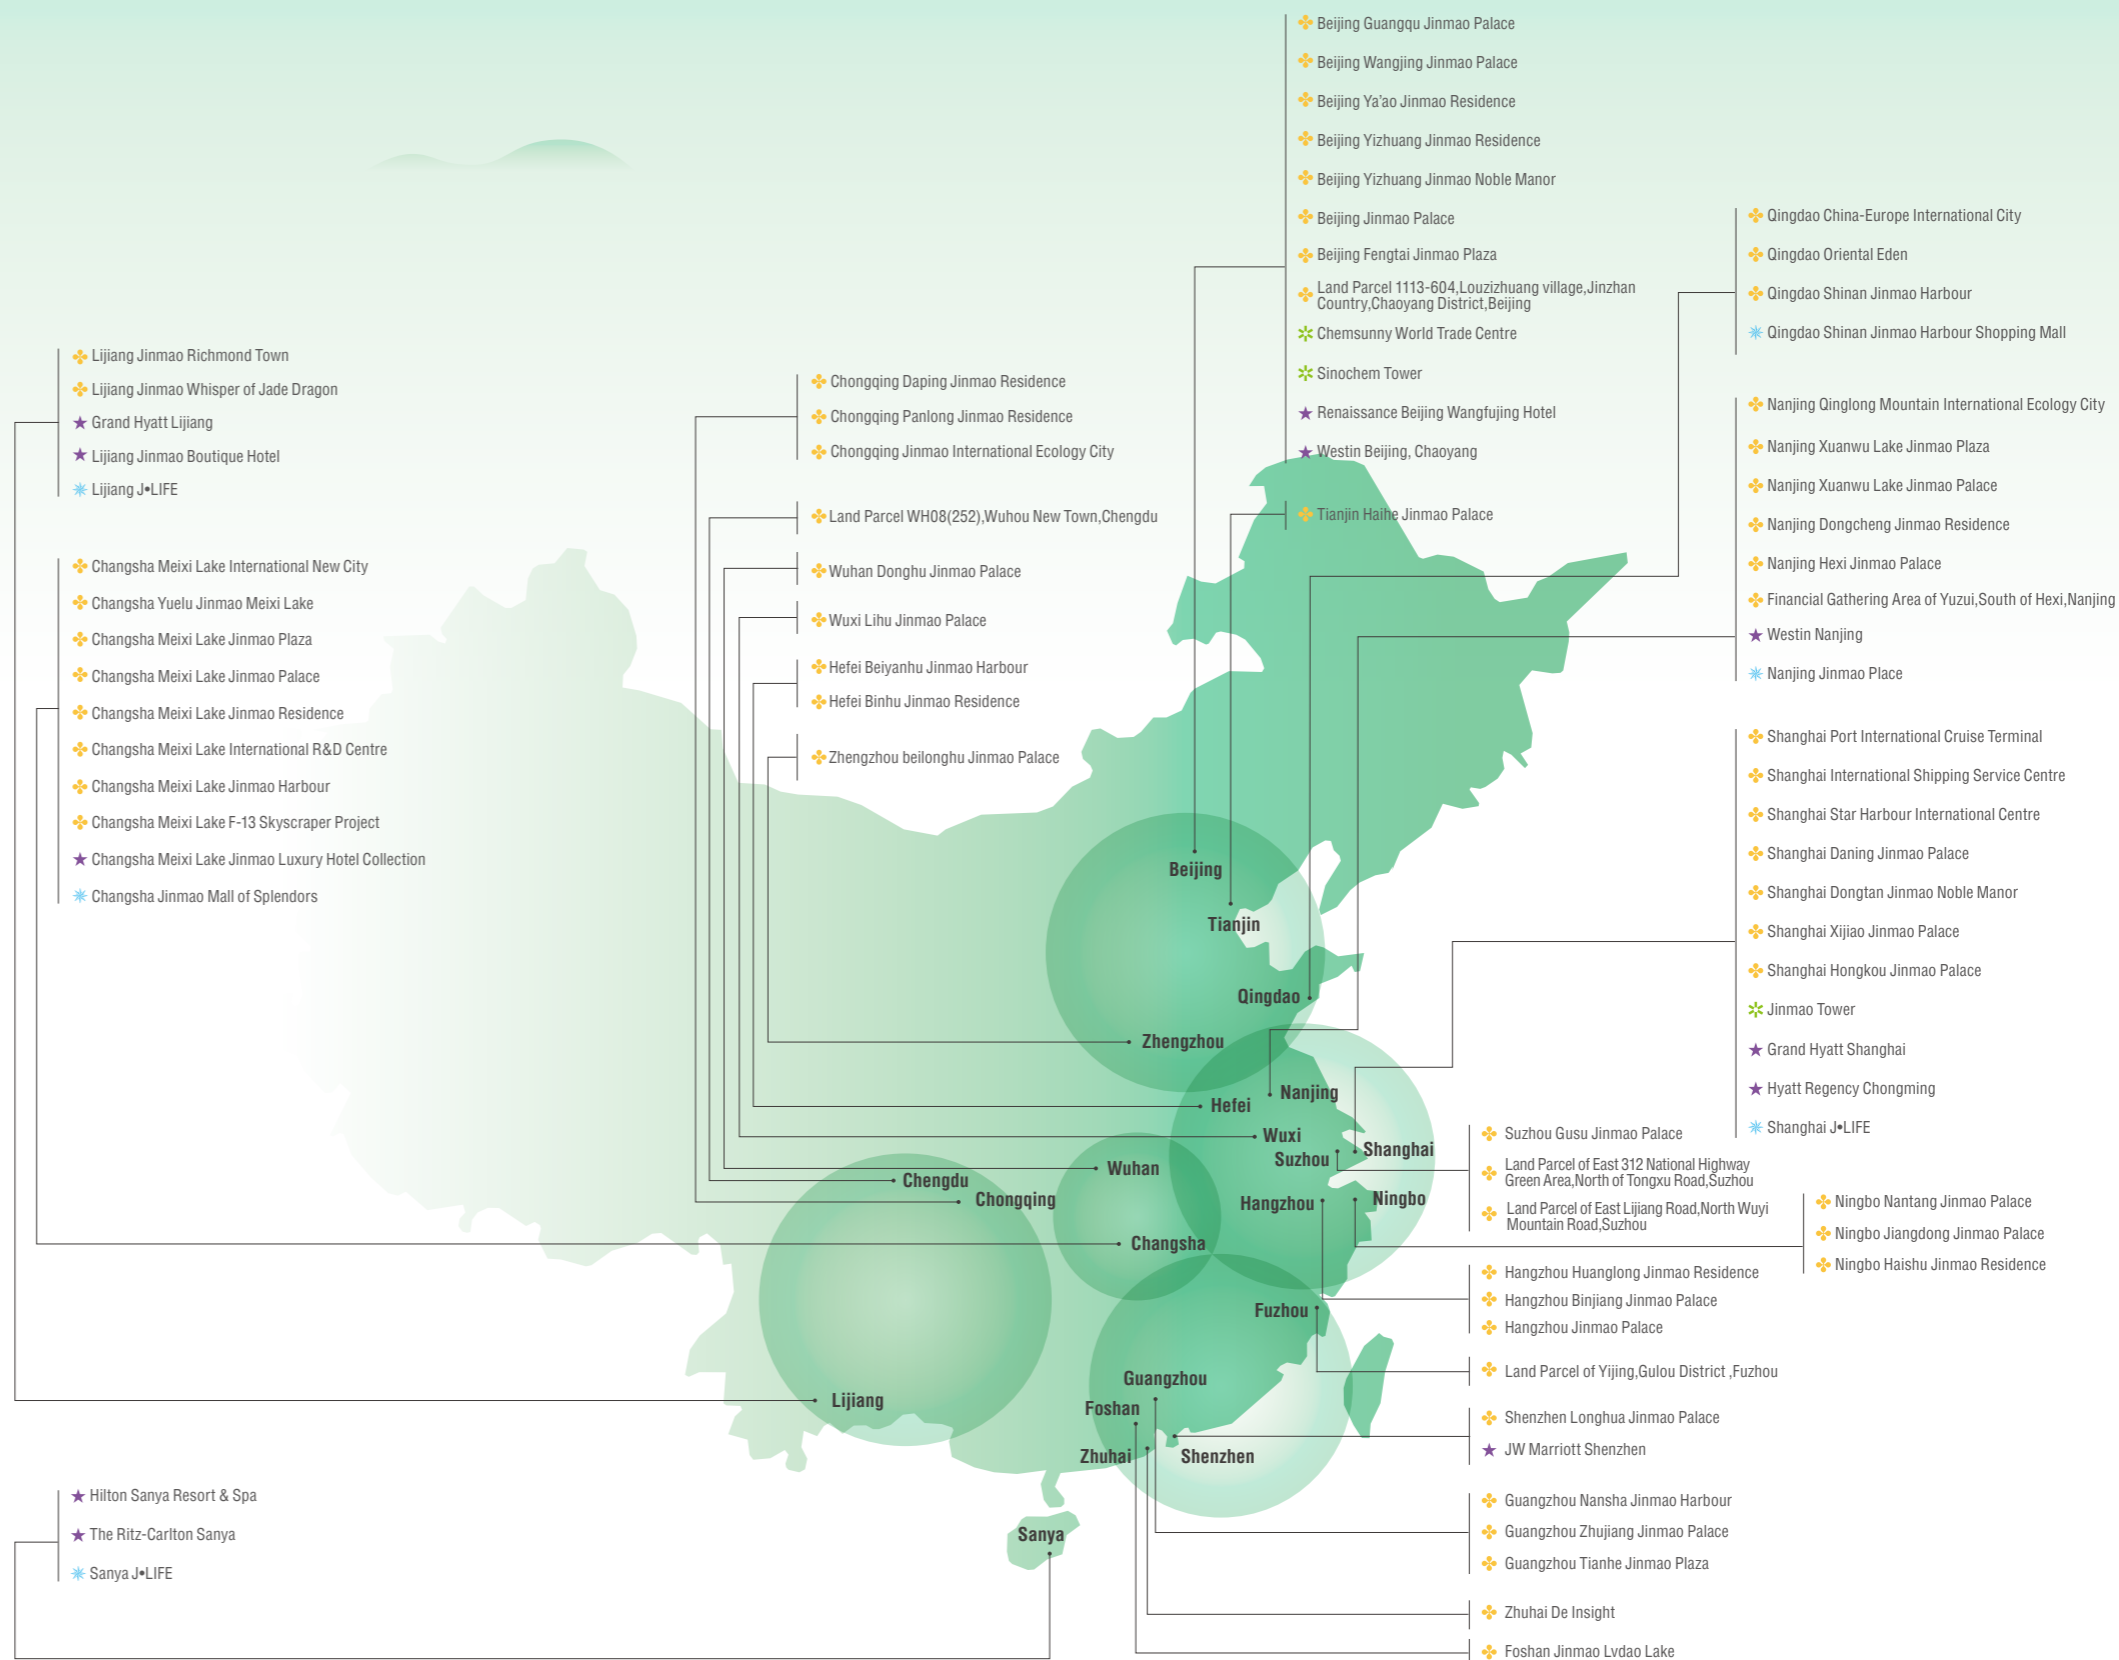 Beijing Guangqu Jinmao Palace
Beijing Wangjing Jinmao Palace
Beijing Ya'ao Jinmao Residence
Beijing Yizhuang Jinmao Residence
Beijing Yizhuang Jinmao Noble Manor
Beijing Jinmao Palace
Beijing Fengtai Jinmao Plaza
Land Parcel 1113-604,Louzizhuang village,Jinzhan
Country,Chaoyang District,Beijing
Chemsunny World Trade Centre
Sinochem Tower
Renaissance Beijing Wangfujing Hotel
Westin Beijing, Chaoyang
Tianjin Haihe Jinmao Palace
Qingdao China-Europe International City
Qingdao Oriental Eden
Qingdao Shinan Jinmao Harbour
Qingdao Shinan Jinmao Harbour Shopping Mall
Nanjing Qinglong Mountain International Ecology City
Nanjing Xuanwu Lake Jinmao Plaza
Nanjing Xuanwu Lake Jinmao Palace
Nanjing Dongcheng Jinmao Residence
Nanjing Hexi Jinmao Palace
Financial Gathering Area of Yuzui,South of Hexi,Nanjing
Westin Nanjing
Nanjing Jinmao Place
Lijiang Jinmao Richmond Town
Lijiang Jinmao Whisper of Jade Dragon
Grand Hyatt Lijiang
Lijiang Jinmao Boutique Hotel
Lijiang J•LIFE
Changsha Meixi Lake International New City
Changsha Yuelu Jinmao Meixi Lake
Changsha Meixi Lake Jinmao Plaza
Changsha Meixi Lake Jinmao Palace
Changsha Meixi Lake Jinmao Residence
Changsha Meixi Lake International R&D Centre
Changsha Meixi Lake Jinmao Harbour
Changsha Meixi Lake F-13 Skyscraper Project
Changsha Meixi Lake Jinmao Luxury Hotel Collection
Changsha Jinmao Mall of Splendors
Chongqing Daping Jinmao Residence
Chongqing Panlong Jinmao Residence
Chongqing Jinmao International Ecology City
Land Parcel WH08(252),Wuhou New Town,Chengdu
Wuhan Donghu Jinmao Palace
Wuxi Lihu Jinmao Palace
Hefei Beiyanhu Jinmao Harbour
Hefei Binhu Jinmao Residence
Zhengzhou beilonghu Jinmao Palace
Shanghai Port International Cruise Terminal
Shanghai International Shipping Service Centre
Shanghai Star Harbour International Centre
Shanghai Daning Jinmao Palace
Shanghai Dongtan Jinmao Noble Manor
Shanghai Xijiao Jinmao Palace
Shanghai Hongkou Jinmao Palace
Jinmao Tower
Grand Hyatt Shanghai
Hyatt Regency Chongming
Shanghai J•LIFE
Beijing
Tianjin
Qingdao
Zhengzhou
Nanjing
Hefei
Wuxi
Suzhou
Shanghai
Wuhan
Chengdu
Chongqing
Hangzhou
Ningbo
Changsha
Fuzhou
Guangzhou
Lijiang
Foshan
Zhuhai
Shenzhen
Sanya
Suzhou Gusu Jinmao Palace
Land Parcel of East 312 National Highway
Green Area,North of Tongxu Road,Suzhou
Land Parcel of East Lijiang Road,North Wuyi
Mountain Road,Suzhou
Ningbo Nantang Jinmao Palace
Ningbo Jiangdong Jinmao Palace
Ningbo Haishu Jinmao Residence
Hangzhou Huanglong Jinmao Residence
Hangzhou Binjiang Jinmao Palace
Hangzhou Jinmao Palace
Land Parcel of Yijing,Gulou District ,Fuzhou
Shenzhen Longhua Jinmao Palace
JW Marriott Shenzhen
Guangzhou Nansha Jinmao Harbour
Guangzhou Zhujiang Jinmao Palace
Guangzhou Tianhe Jinmao Plaza
Zhuhai De Insight
Foshan Jinmao Lvdao Lake
Hilton Sanya Resort & Spa
The Ritz-Carlton Sanya
Sanya J•LIFE